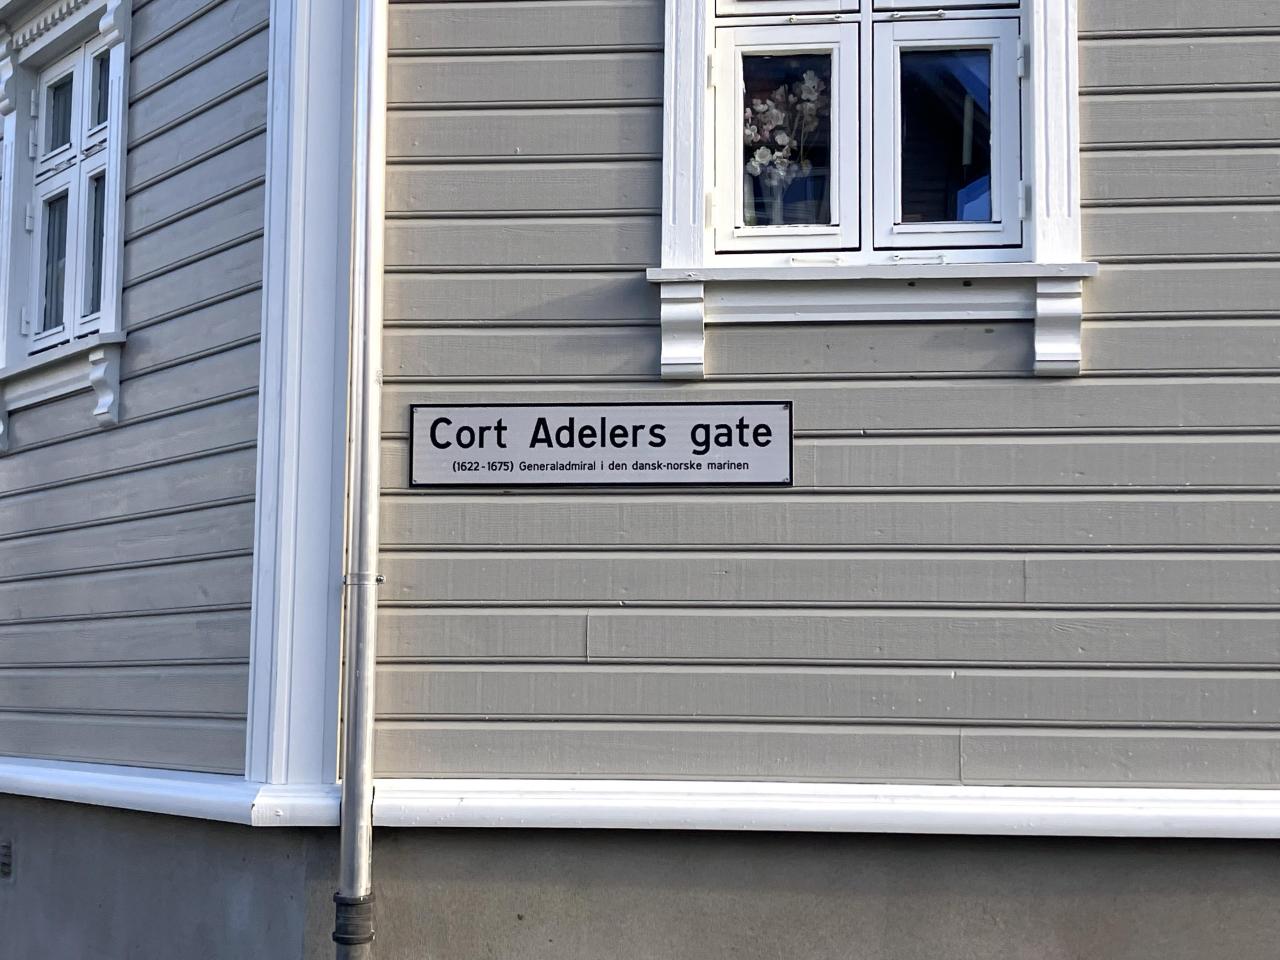 Cort Adelers gate
(1622-1675) Generaladmiral i den dansk-norske marinen